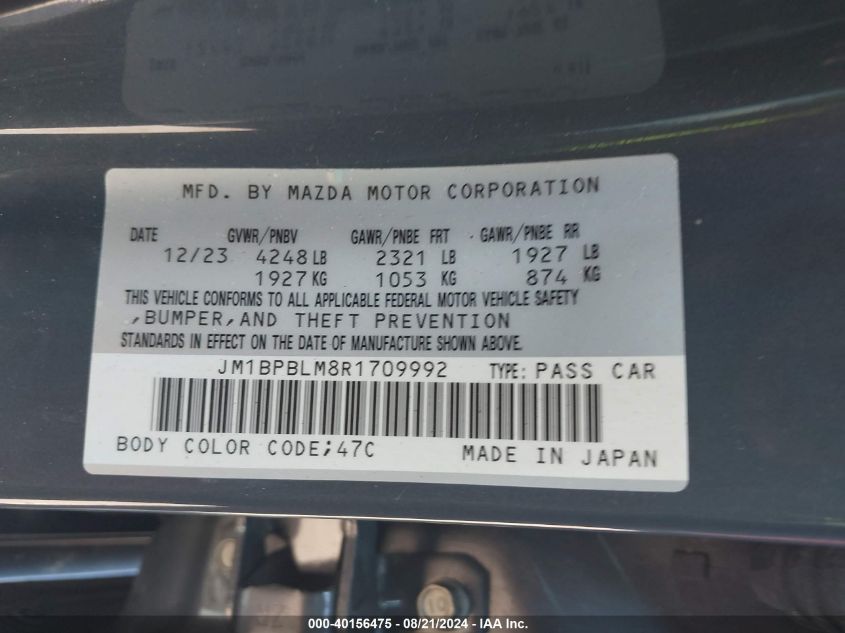 MFD. BY MAZDA MOTOR CORPORATION
DATE GVWR/PNBV GAWR/PNBE FRT GAWR/PNBE RR
12/23 4248 LB 2321 LB 1927 LB
1927 KG 1053 KG 874 KG
THIS VEHICLE CONFORMS TO ALL APPLICABLE FEDERAL MOTOR VEHICLE SAFETY
,BUMPER,AND THEFT PREVENTION
STANDARDS IN EFFECT ON THE DATE OF MANUFACTURE SHOWN ABOVE.
JM1BPBLM8R1709992 TYPE: PASS CAR
BODY COLOR CODE;47C MADE IN JAPAN
000-40156475 - 08/21/2024 - IAA Inc.